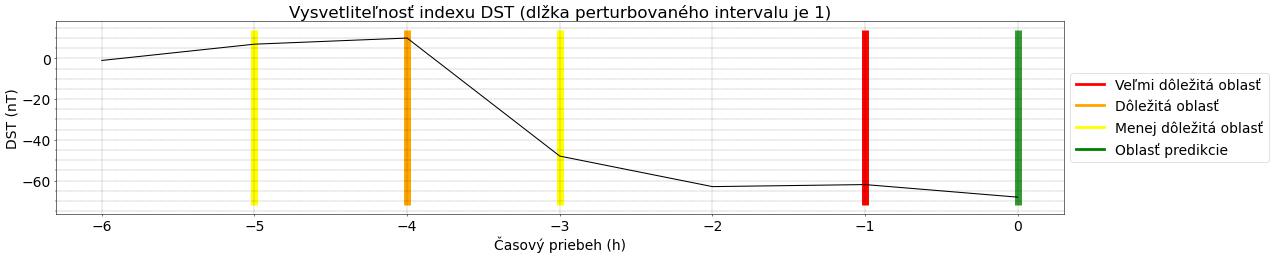 Vysvetliteľnosť indexu DST (dĺžka perturbovaného intervalu je 1)
DST (nT)
0
−20
−40
−60
−6 −5 −4 −3 −2 −1 0
Časový priebeh (h)
Veľmi dôležitá oblasť
Dôležitá oblasť
Menej dôležitá oblasť
Oblasť predikcie